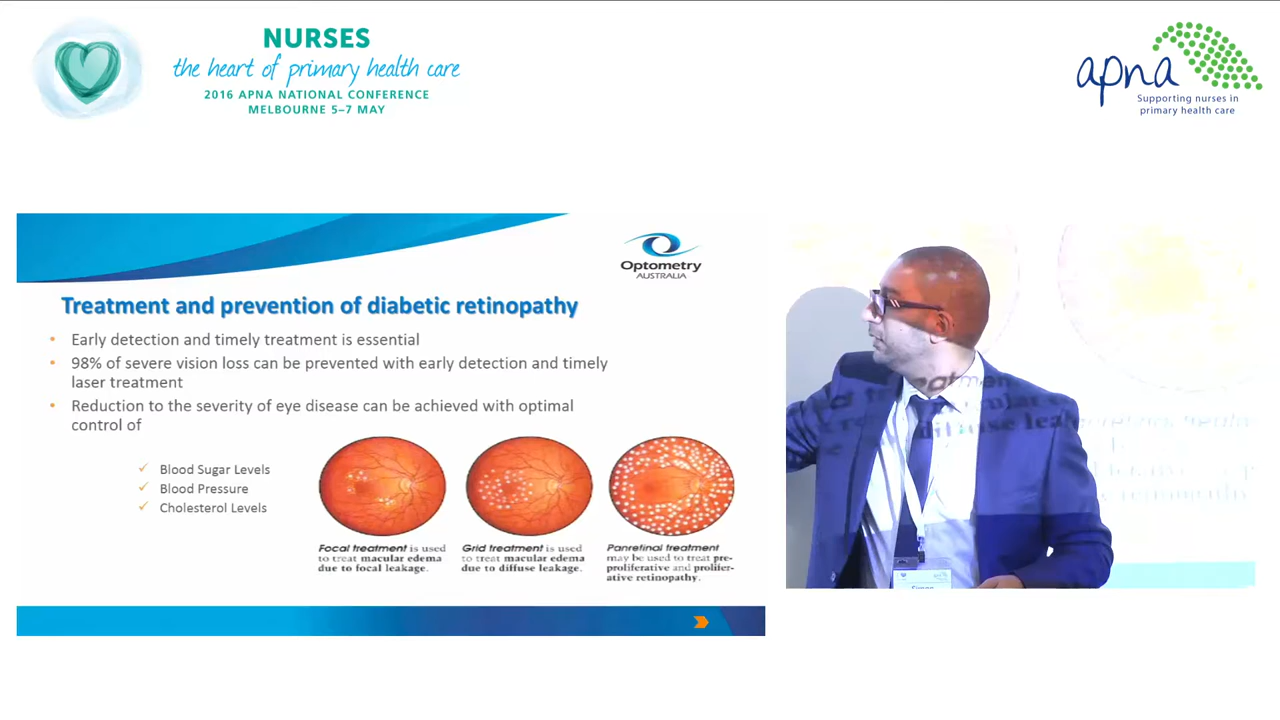 NURSES
the heart of primary health care
2016 APNA NATIONAL CONFERENCE
MELBOURNE 5–7 MAY
apna
Supporting nurses in
primary health care
Optometry
AUSTRALIA
Treatment and prevention of diabetic retinopathy
• Early detection and timely treatment is essential
• 98% of severe vision loss can be prevented with early detection and timely
laser treatment
• Reduction to the severity of eye disease can be achieved with optimal
control of
✓ Blood Sugar Levels
✓ Blood Pressure
✓ Cholesterol Levels
Focal treatment is used
to treat macular edema
due to focal leakage.
Grid treatment is used
to treat macular edema
due to diffuse leakage.
Panretinal treatment
may be used to treat pre-
proliferative and prolifer-
ative retinopathy.
diffuse